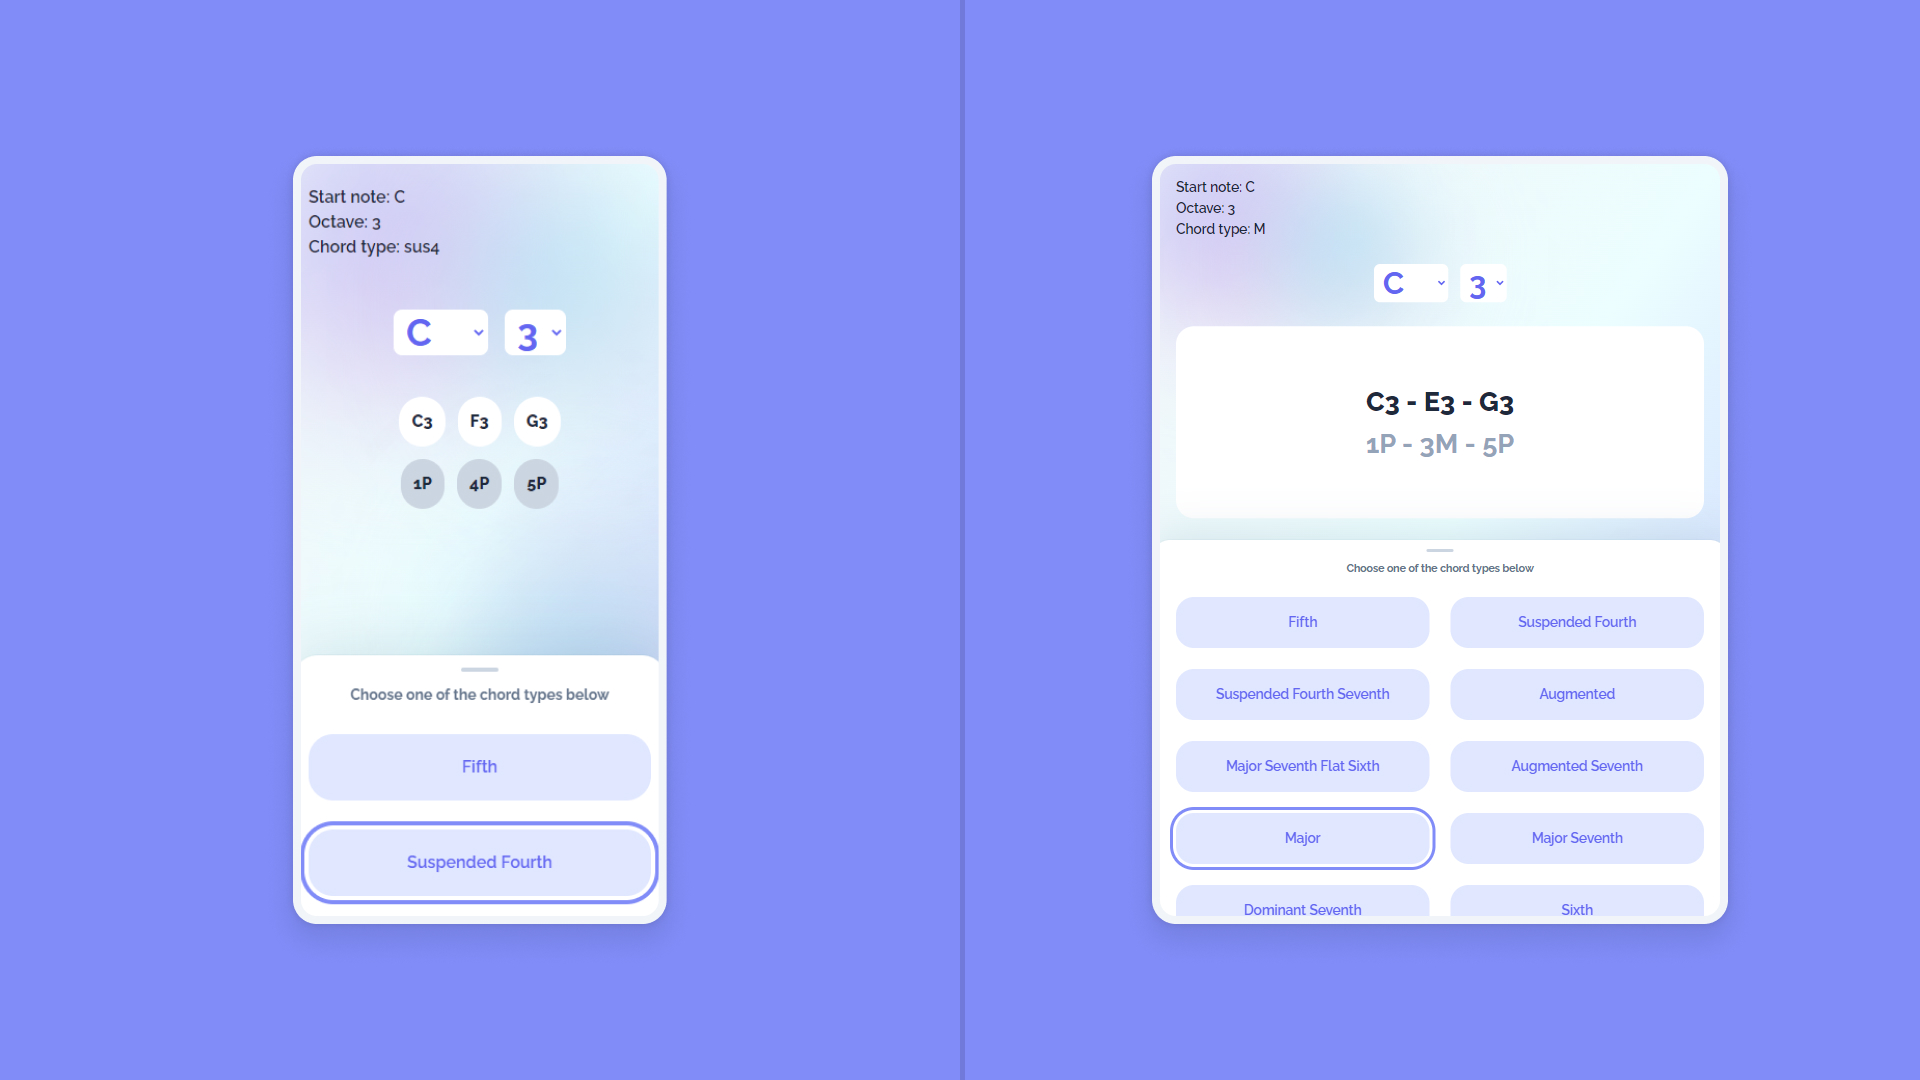 Start note: C
Octave: 3
Chord type: sus4
C 3
C3 F3 G3
1P 4P 5P
Choose one of the chord types below
Fifth
Suspended Fourth
Start note: C
Octave: 3
Chord type: M
C 3
C3 - E3 - G3
1P - 3M - 5P
Choose one of the chord types below
Fifth Suspended Fourth
Suspended Fourth Seventh Augmented
Major Seventh Flat Sixth Augmented Seventh
Major Major Seventh
Dominant Seventh Sixth